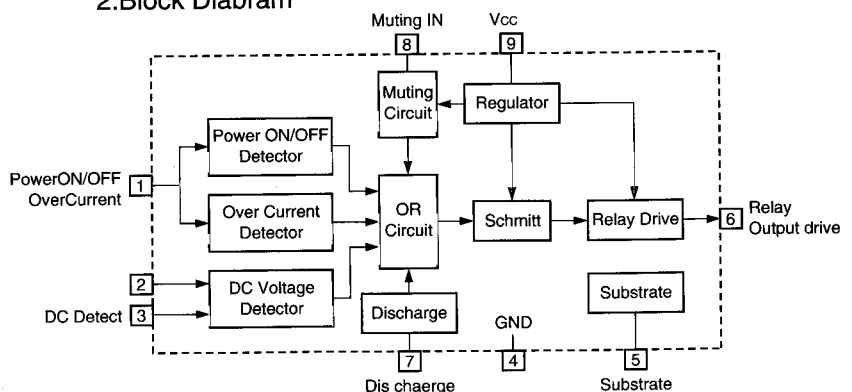 2.Block Diabram
Muting IN
Vcc
8
9
Muting
Circuit
Regulator
Power ON/OFF
Detector
PowerON/OFF
OverCurrent
1
Over Current
Detector
OR
Circuit
Schmitt
Relay Drive
6
Relay
Output drive
2
DC Voltage
Detector
DC Detect
3
Discharge
GND
Substrate
7
4
5
Dis chaerge
Substrate